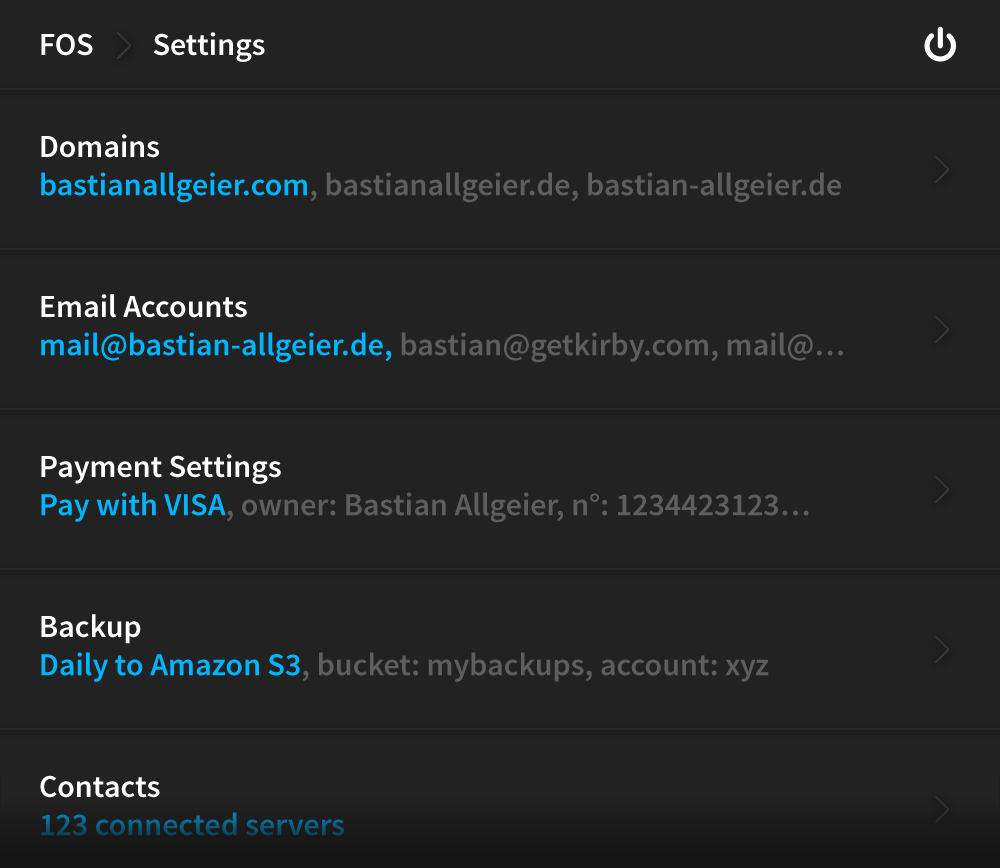 FOS Settings
Domains
bastianallgeier.com, bastianallgeier.de, bastian-allgeier.de
Email Accounts
mail@bastian-allgeier.de, bastian@getkirby.com, mail@…
Payment Settings
Pay with VISA, owner: Bastian Allgeier, n°: 1234423123…
Backup
Daily to Amazon S3, bucket: mybackups, account: xyz
Contacts
123 connected servers